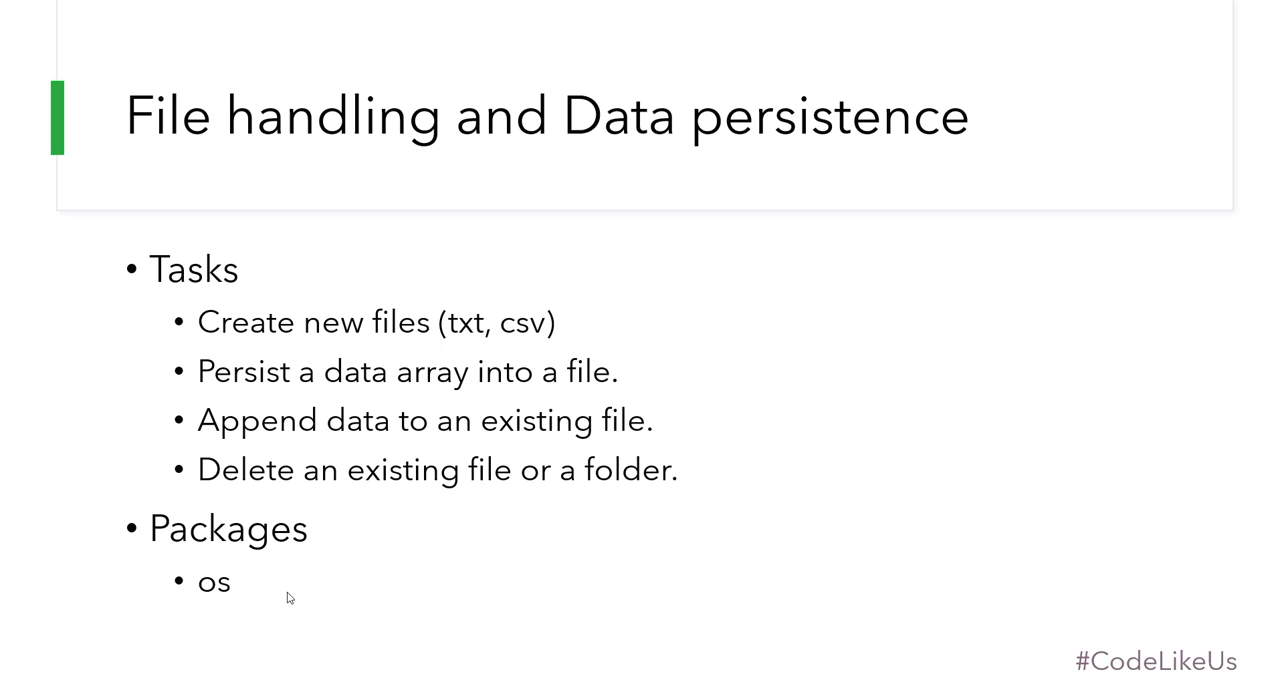 File handling and Data persistence
• Tasks
• Create new files (txt, csv)
• Persist a data array into a file.
• Append data to an existing file.
• Delete an existing file or a folder.
• Packages
• os
#CodeLikeUs